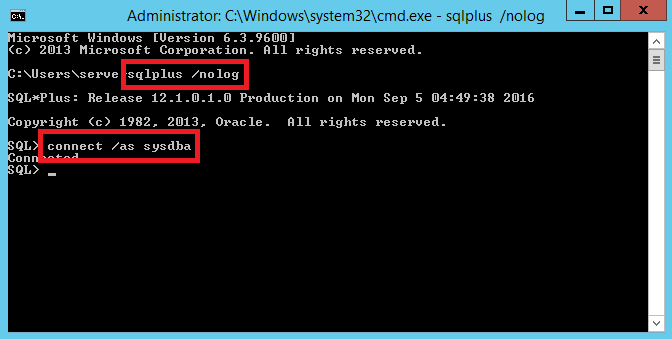 Administrator: C:\Windows\system32\cmd.exe - sqlplus /nolog
Microsoft Windows [Version 6.3.9600]
(c) 2013 Microsoft Corporation. All rights reserved.
C:\Users\serve sqlplus /nolog
SQL*Plus: Release 12.1.0.1.0 Production on Mon Sep 5 04:49:38 2016
Copyright (c) 1982, 2013, Oracle.  All rights reserved.
SQL> connect /as sysdba
Connected
SQL> _